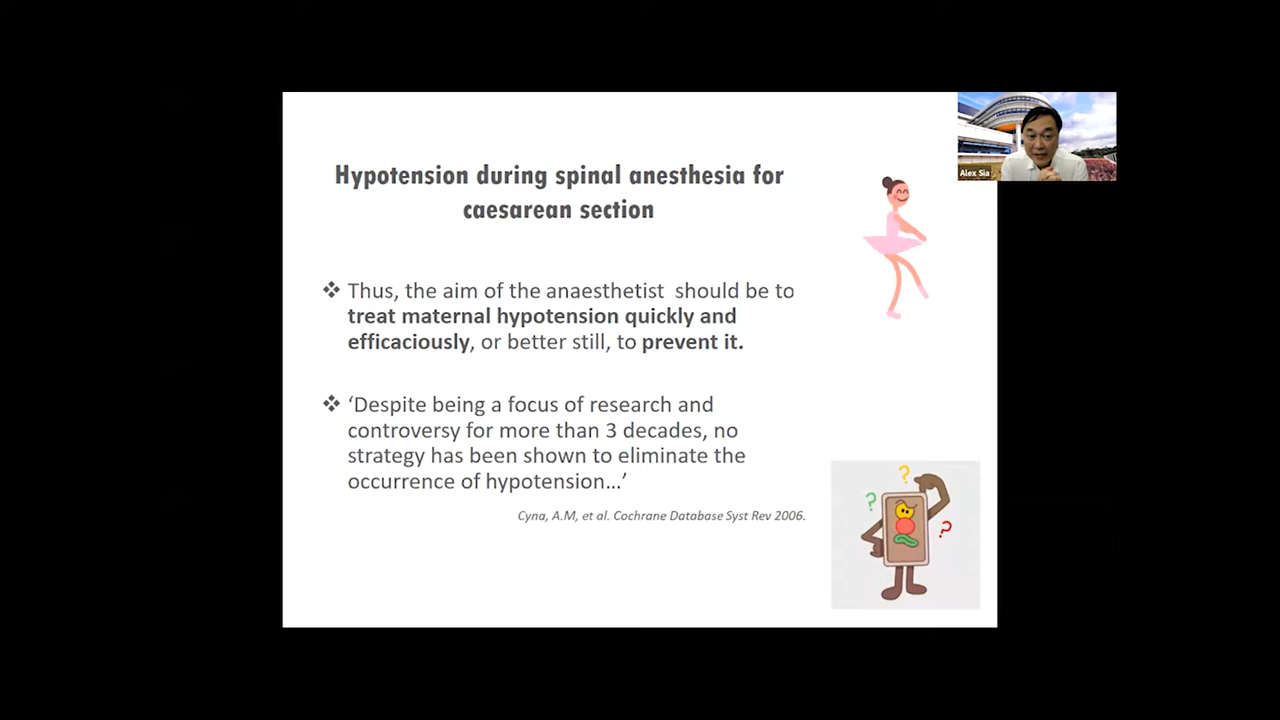 Alex Sia
Hypotension during spinal anesthesia for
caesarean section
❖ Thus, the aim of the anaesthetist should be to
treat maternal hypotension quickly and
efficaciously, or better still, to prevent it.
❖ ‘Despite being a focus of research and
controversy for more than 3 decades, no
strategy has been shown to eliminate the
occurrence of hypotension…’
Cyna, A.M, et al. Cochrane Database Syst Rev 2006.
? ? ?